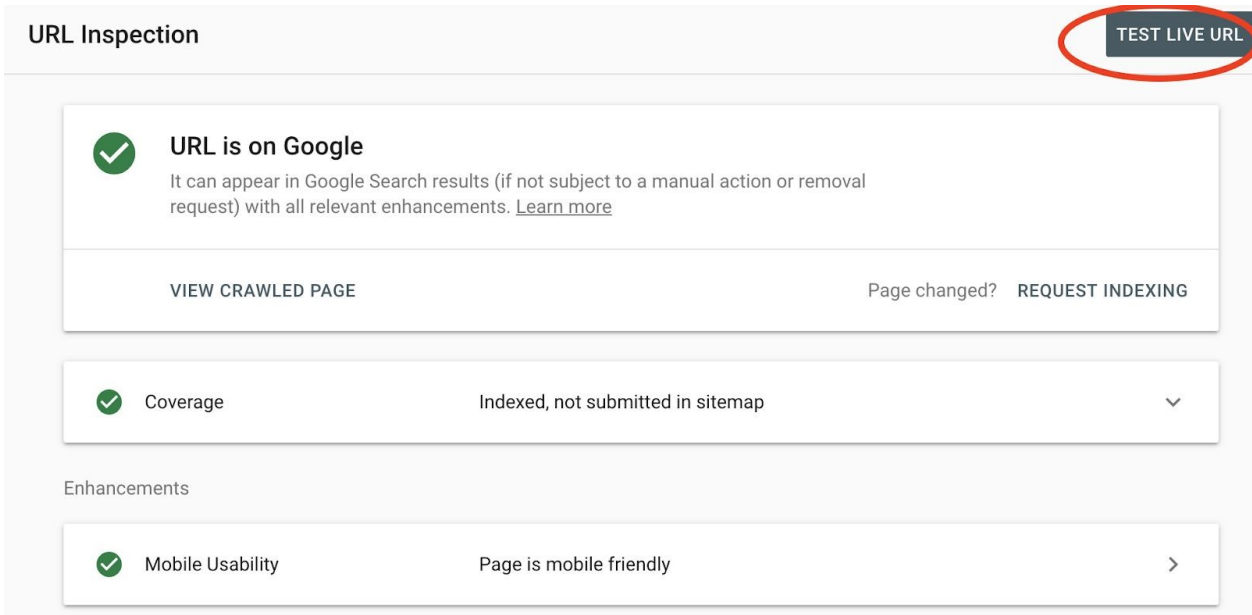 URL Inspection
TEST LIVE URL
URL is on Google
It can appear in Google Search results (if not subject to a manual action or removal
request) with all relevant enhancements. Learn more
VIEW CRAWLED PAGE
Page changed? REQUEST INDEXING
Coverage
Indexed, not submitted in sitemap
Enhancements
Mobile Usability
Page is mobile friendly